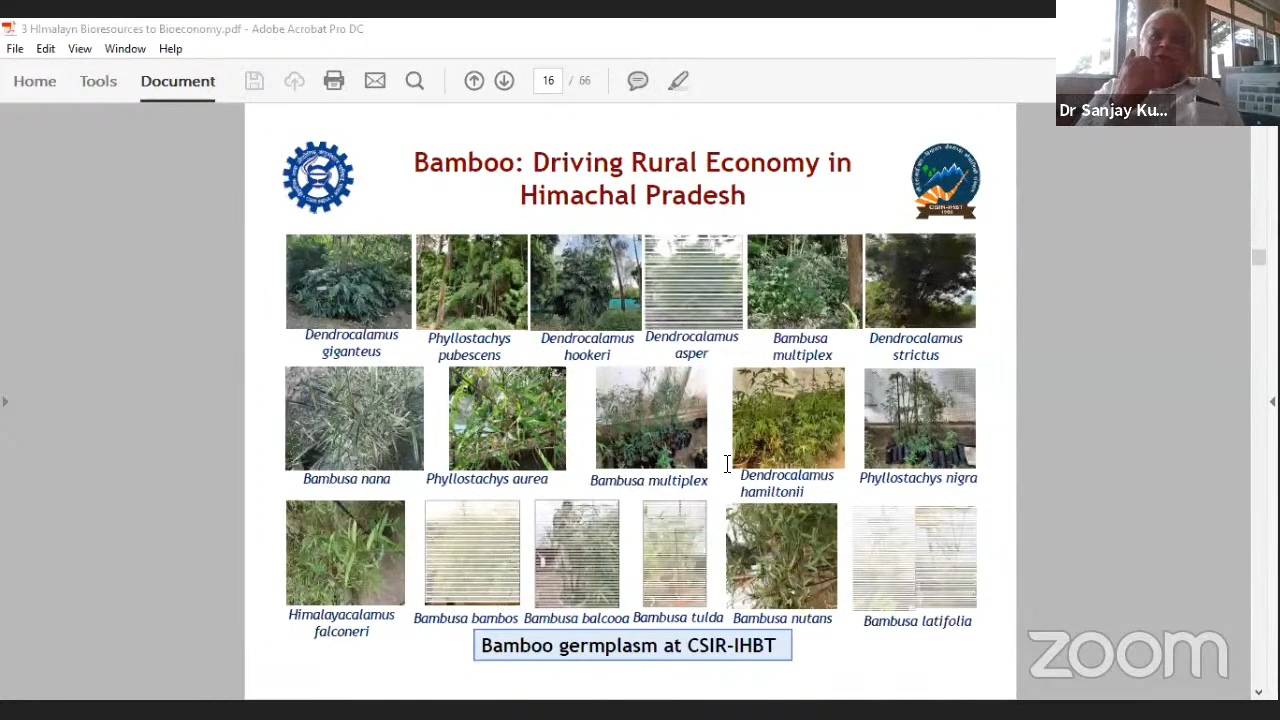 3 HImalayn Bioresources to Bioeconomy.pdf - Adobe Acrobat Pro DC
File Edit View Window Help
Home Tools Document 16 / 66
Dr Sanjay Ku...
Bamboo: Driving Rural Economy in
Himachal Pradesh
CSIR-IHBT
Dendrocalamus
giganteus
Phyllostachys
pubescens
Dendrocalamus
hookeri
Dendrocalamus
asper
Bambusa
multiplex
Dendrocalamus
strictus
Bambusa nana
Phyllostachys aurea
Bambusa multiplex
Dendrocalamus
hamiltonii
Phyllostachys nigra
Himalayacalamus
falconeri
Bambusa bambos
Bambusa balcooa
Bambusa tulda
Bambusa nutans
Bambusa latifolia
Bamboo germplasm at CSIR-IHBT
zoom